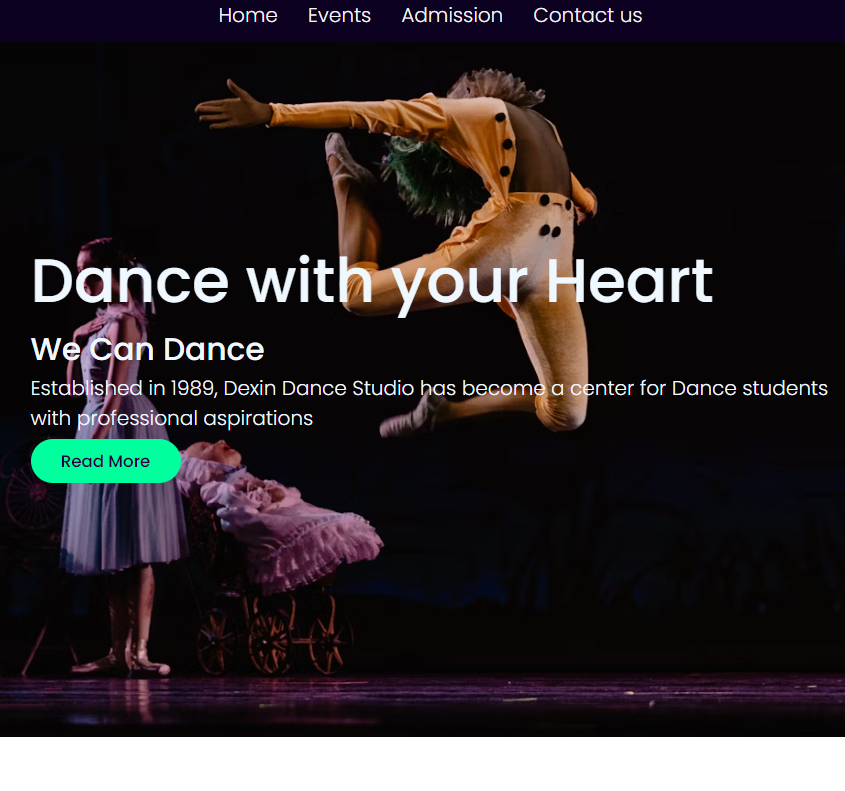 Home Events Admission Contact us
Dance with your Heart
We Can Dance
Established in 1989, Dexin Dance Studio has become a center for Dance students
with professional aspirations
Read More